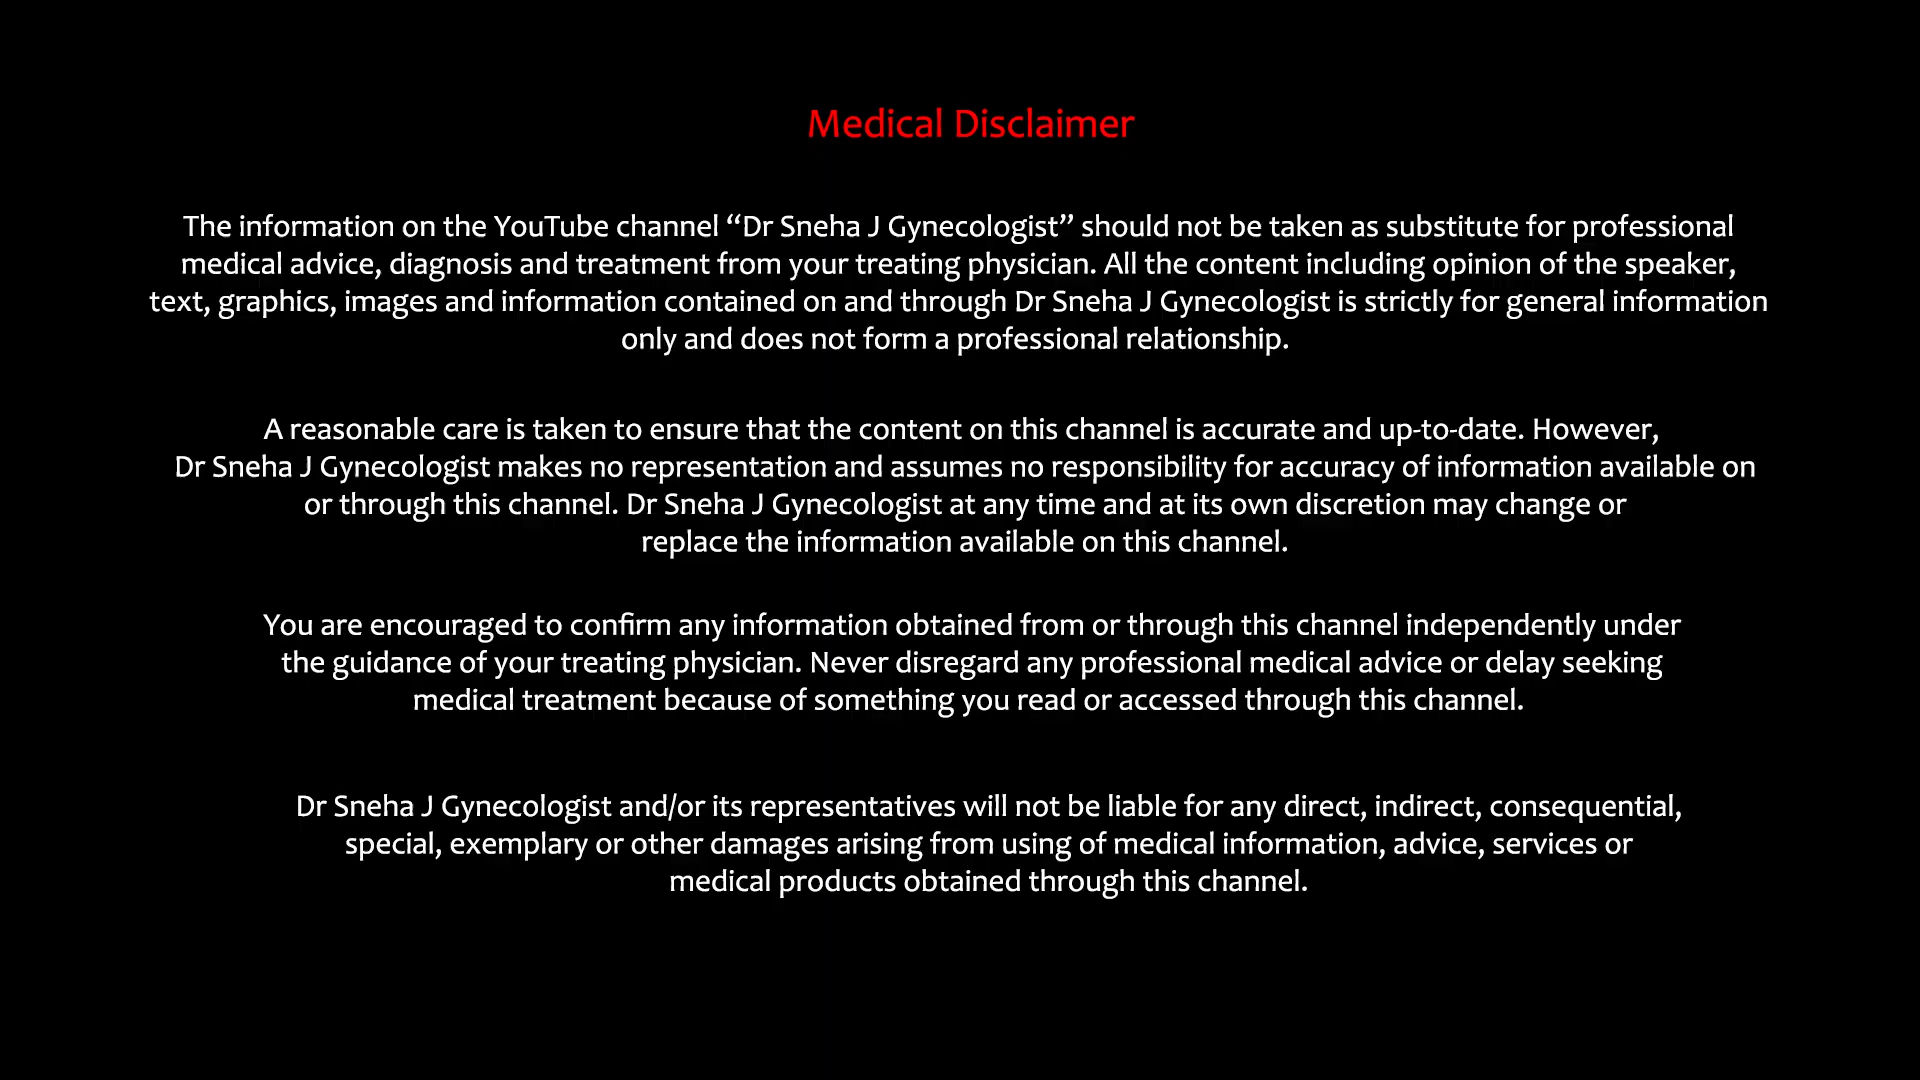 Medical Disclaimer
The information on the YouTube channel “Dr Sneha J Gynecologist” should not be taken as substitute for professional
medical advice, diagnosis and treatment from your treating physician. All the content including opinion of the speaker,
text, graphics, images and information contained on and through Dr Sneha J Gynecologist is strictly for general information
only and does not form a professional relationship.
A reasonable care is taken to ensure that the content on this channel is accurate and up-to-date. However,
Dr Sneha J Gynecologist makes no representation and assumes no responsibility for accuracy of information available on
or through this channel. Dr Sneha J Gynecologist at any time and at its own discretion may change or
replace the information available on this channel.
You are encouraged to confirm any information obtained from or through this channel independently under
the guidance of your treating physician. Never disregard any professional medical advice or delay seeking
medical treatment because of something you read or accessed through this channel.
Dr Sneha J Gynecologist and/or its representatives will not be liable for any direct, indirect, consequential,
special, exemplary or other damages arising from using of medical information, advice, services or
medical products obtained through this channel.